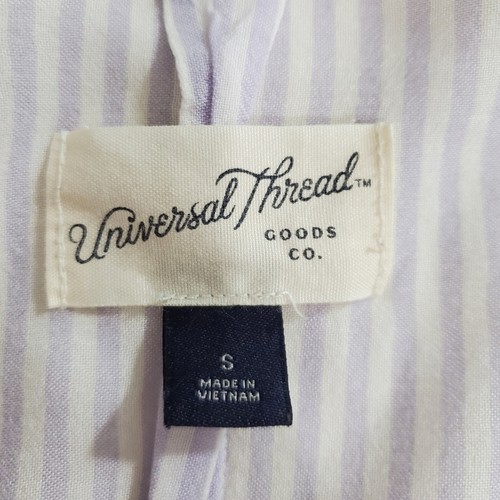 Universal Thread™
GOODS
CO.
S
MADE IN
VIETNAM